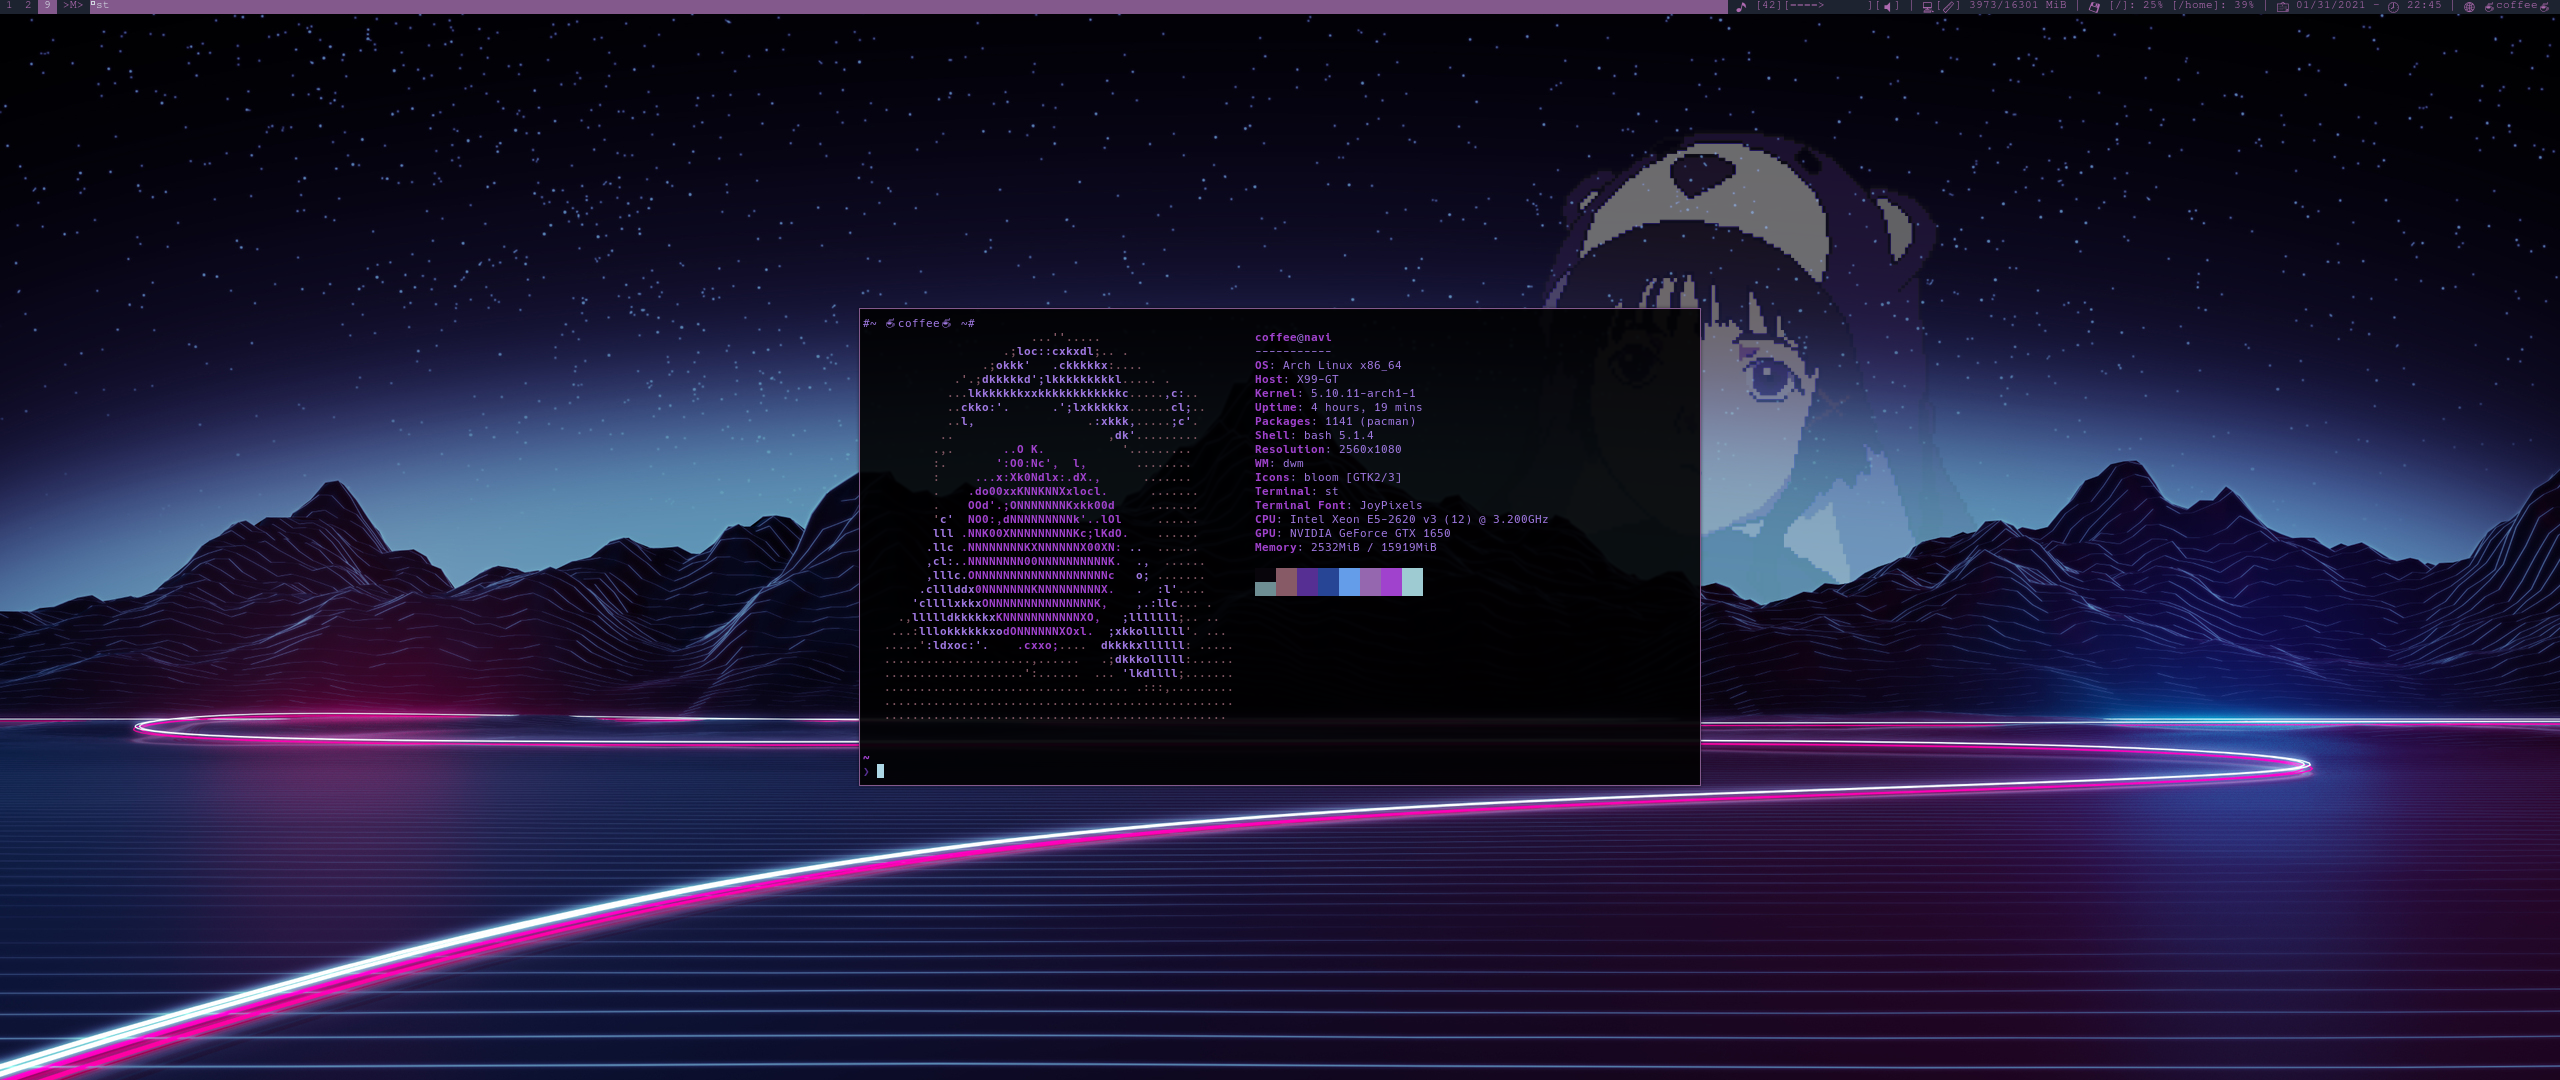 1 2 9 >M> st [42][----> ][ ] | [ ] 3973/16301 MiB | [/]: 25% [/home]: 39% | 01/31/2021 - 22:45 | coffee
#~ coffee ~#
coffee@navi
-----------
OS: Arch Linux x86_64
Host: X99-GT
Kernel: 5.10.11-arch1-1
Uptime: 4 hours, 19 mins
Packages: 1141 (pacman)
Shell: bash 5.1.4
Resolution: 2560x1080
WM: dwm
Icons: bloom [GTK2/3]
Terminal: st
Terminal Font: JoyPixels
CPU: Intel Xeon E5-2620 v3 (12) @ 3.200GHz
GPU: NVIDIA GeForce GTX 1650
Memory: 2532MiB / 15919MiB
~
❯